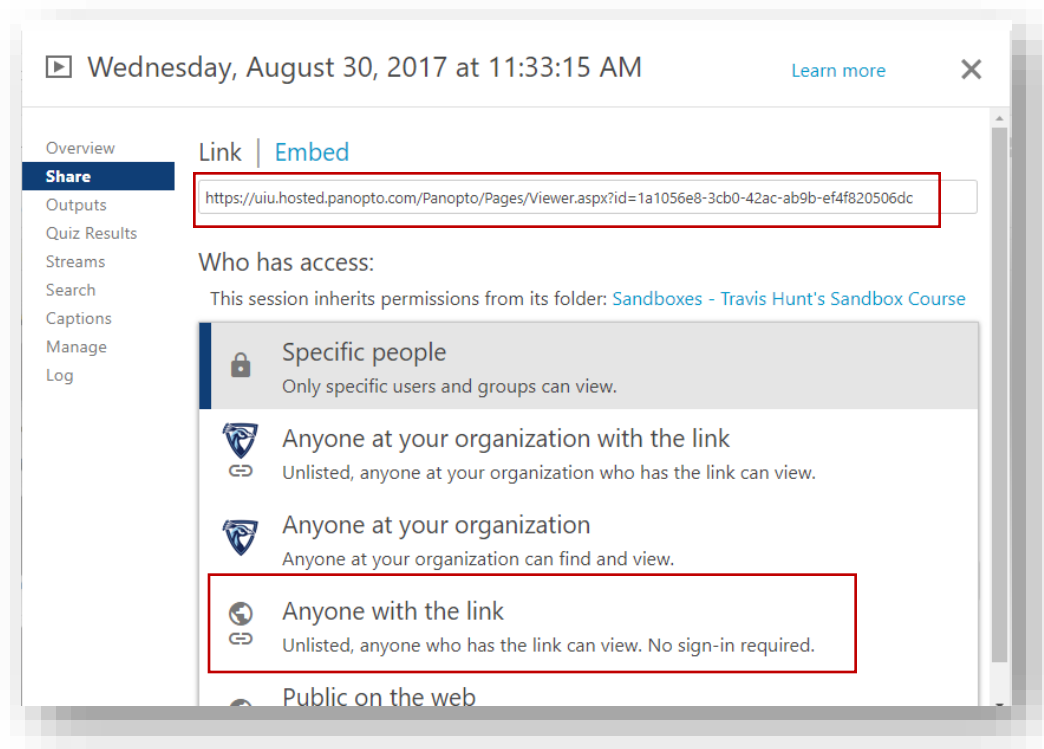 Wednesday, August 30, 2017 at 11:33:15 AM
Learn more
Overview
Share
Outputs
Quiz Results
Streams
Search
Captions
Manage
Log
Link | Embed
https://uiu.hosted.panopto.com/Panopto/Pages/Viewer.aspx?id=1a1056e8-3cb0-42ac-ab9b-ef4f820506dc
Who has access:
This session inherits permissions from its folder: Sandboxes - Travis Hunt's Sandbox Course
Specific people
Only specific users and groups can view.
Anyone at your organization with the link
Unlisted, anyone at your organization who has the link can view.
Anyone at your organization
Anyone at your organization can find and view.
Anyone with the link
Unlisted, anyone who has the link can view. No sign-in required.
Public on the web